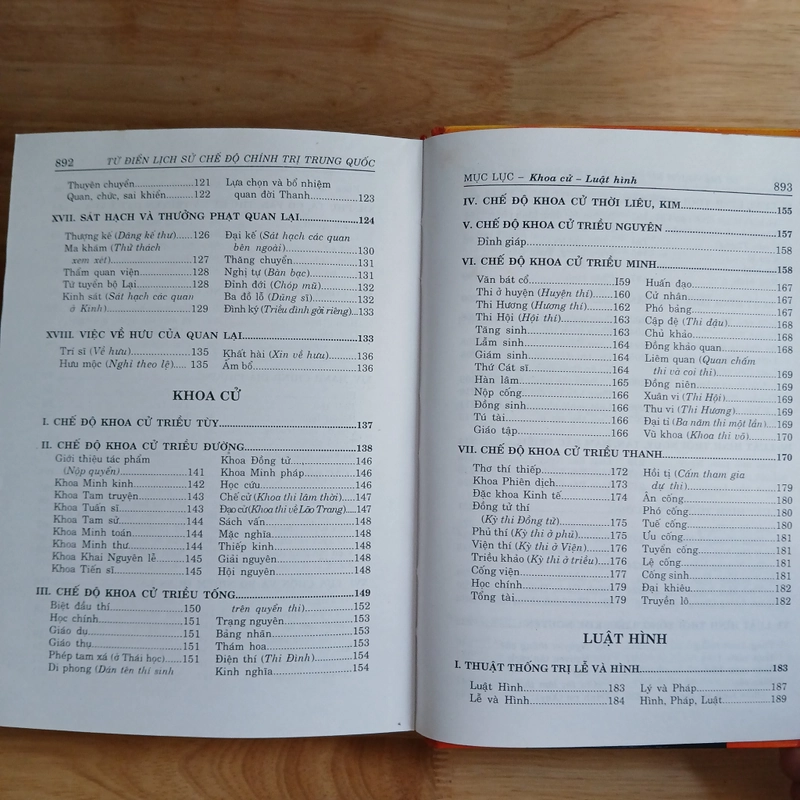 892 TỪ ĐIỂN LỊCH SỬ CHẾ ĐỘ CHÍNH TRỊ TRUNG QUỐC
Thuyên chuyển.....................121
Quan, chức, sai khiển...........122
Lựa chọn và bổ nhiệm
quan đời Thanh..................123
XVII. SÁT HẠCH VÀ THƯỞNG PHẠT QUAN LẠI..................124
Thượng kế (Dâng kế thư)......126
Ma khám (Thử thách
xem xét).............................127
Thẩm quan viện...................128
Tứ tuyển bộ Lại...................128
Kinh sát (Sát hạch các quan
ở Kinh)...............................129
Đại kế (Sát hạch các quan
bên ngoài)............................130
Thăng chuyển......................131
Nghị tự (Bàn bạc)................131
Đỉnh đới (Chóp mũ).............132
Ba đồ lỗ (Dũng sĩ)...............132
Đình ký (Triều đình gởi riêng)..133
XVIII. VIỆC VỀ HƯU CỦA QUAN LẠI..................133
Trí sĩ (Về hưu)....................135
Hưu mộc (Nghỉ theo lệ).......135
Khất hài (Xin về hưu)..........136
Ấm bổ................................136
KHOA CỬ
I. CHẾ ĐỘ KHOA CỬ TRIỀU TÙY..................137
II. CHẾ ĐỘ KHOA CỬ TRIỀU ĐƯỜNG..................138
Giới thiệu tác phẩm
(Nộp quyển)........................141
Khoa Minh kinh...................142
Khoa Tam truyện.................143
Khoa Tuấn sĩ......................143
Khoa Tam sử......................144
Khoa Minh toán...................144
Khoa Minh thư....................144
Khoa Khai Nguyên lễ...........145
Khoa Tiến sĩ.......................145
Khoa Đồng tử......................146
Khoa Minh pháp..................146
Học cứu..............................146
Chế cử (Khoa thi lâm thời).....147
Đạo cử (Khoa thi về Lão Trang)..147
Sách vấn.............................148
Mặc nghĩa...........................148
Thiếp kinh..........................148
Giải nguyên........................148
Hội nguyên.........................148
III. CHẾ ĐỘ KHOA CỬ TRIỀU TỐNG..................149
Biệt đầu thí.........................150
Học chính...........................151
Giáo dụ..............................151
Giáo thụ.............................151
Phép tam xá (ở Thái học).....151
Di phong (Dán tên thí sinh
trên quyển thi)....................152
Trạng nguyên......................153
Bảng nhãn..........................153
Thám hoa...........................153
Điện thí (Thi Đình)..............154
Kinh nghĩa..........................154
MỤC LỤC – Khoa cử – Luật hình 893
IV. CHẾ ĐỘ KHOA CỬ THỜI LIÊU, KIM..................155
V. CHẾ ĐỘ KHOA CỬ TRIỀU NGUYÊN..................157
Đỉnh giáp..................158
VI. CHẾ ĐỘ KHOA CỬ TRIỀU MINH..................158
Văn bát cổ..........................159
Thi ở huyện (Huyện thí).......160
Thi Hương (Hương thí)........162
Thi Hội (Hội thí).................163
Tăng sinh...........................163
Lẫm sinh............................163
Giám sinh...........................165
Thứ Cát sĩ..........................165
Hàn lâm.............................165
Nộp cống............................165
Đồng sinh...........................166
Tú tài.................................166
Giáo tập.............................166
Huấn đạo............................167
Cử nhân.............................167
Phó bảng............................167
Cập đệ (Thi đậu).................168
Chủ khảo............................168
Đồng khảo quan..................168
Liêm quan (Quan chấm
thi và coi thi)......................169
Đồng niên...........................169
Xuân vi (Thi Hội)................169
Thu vi (Thi Hương).............169
Đại tỉ (Ba năm thi một lần)...169
Vũ khoa (Khoa thi võ).........170
VII. CHẾ ĐỘ KHOA CỬ TRIỀU THANH..................170
Thơ thí thiếp.......................172
Khoa Phiên dịch..................173
Đặc khoa Kinh tế................174
Đồng tử thí
(Kỳ thi Đồng tử).................175
Phủ thí (Kỳ thi ở phủ).........175
Viện thí (Kỳ thi ở Viện).......176
Triều khảo (Kỳ thi ở triều)...176
Cống viện...........................177
Học chính...........................179
Tổng tài.............................179
Hồi tị (Cấm tham gia
dự thi)................................179
Ân cống.............................180
Phó cống............................180
Tuế cống............................180
Ưu cống.............................181
Tuyển cống.........................181
Lệ cống..............................181
Cống sinh...........................181
Đại khiêu...........................182
Truyền lô...........................182
LUẬT HÌNH
I. THUẬT THỐNG TRỊ LỄ VÀ HÌNH..................183
Luật Hình...........................183
Lễ và Hình.........................184
Lý và Pháp.........................187
Hình, Pháp, Luật.................189